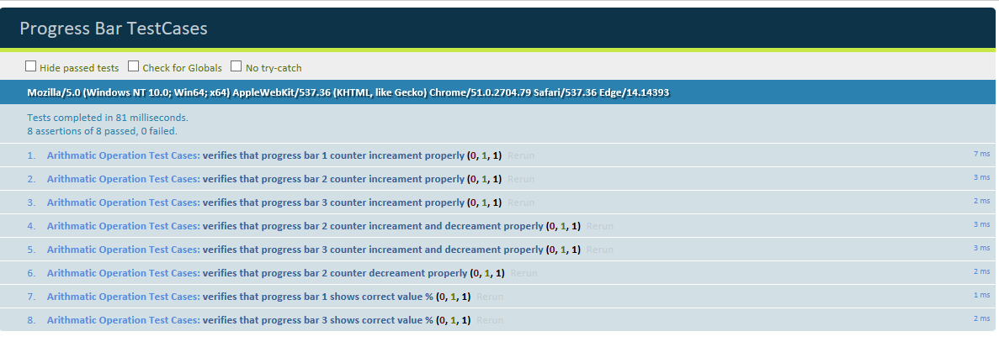 Progress Bar TestCases
Hide passed tests Check for Globals No try-catch
Mozilla/5.0 (Windows NT 10.0; Win64; x64) AppleWebKit/537.36 (KHTML, like Gecko) Chrome/51.0.2704.79 Safari/537.36 Edge/14.14393
Tests completed in 81 milliseconds.
8 assertions of 8 passed, 0 failed.
1. Arithmatic Operation Test Cases: verifies that progress bar 1 counter increament properly (0, 1, 1) Rerun 7 ms
2. Arithmatic Operation Test Cases: verifies that progress bar 2 counter increament properly (0, 1, 1) Rerun 3 ms
3. Arithmatic Operation Test Cases: verifies that progress bar 3 counter increament properly (0, 1, 1) Rerun 2 ms
4. Arithmatic Operation Test Cases: verifies that progress bar 2 counter increament and decreament properly (0, 1, 1) Rerun 3 ms
5. Arithmatic Operation Test Cases: verifies that progress bar 3 counter increament and decreament properly (0, 1, 1) Rerun 3 ms
6. Arithmatic Operation Test Cases: verifies that progress bar 2 counter decreament properly (0, 1, 1) Rerun 2 ms
7. Arithmatic Operation Test Cases: verifies that progress bar 1 shows correct value % (0, 1, 1) Rerun 1 ms
8. Arithmatic Operation Test Cases: verifies that progress bar 3 shows correct value % (0, 1, 1) Rerun 2 ms